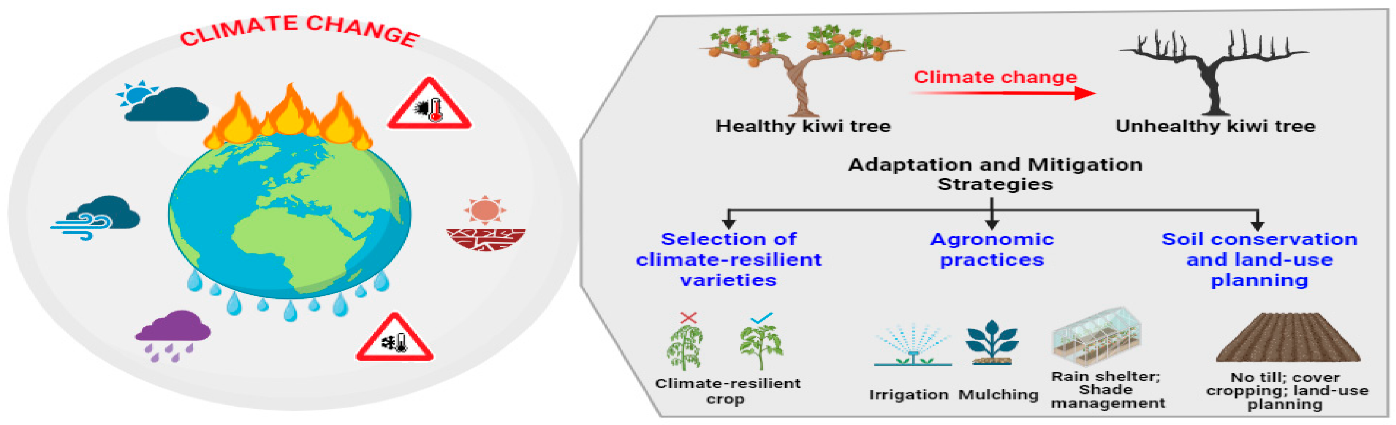 CLIMATE CHANGE
Climate change
Healthy kiwi tree
Unhealthy kiwi tree
Adaptation and Mitigation
Strategies
Selection of
climate-resilient
varieties
Agronomic
practices
Soil conservation
and land-use
planning
Climate-resilient
crop
Irrigation
Mulching
Rain shelter;
Shade
management
No till; cover
cropping; land-use
planning